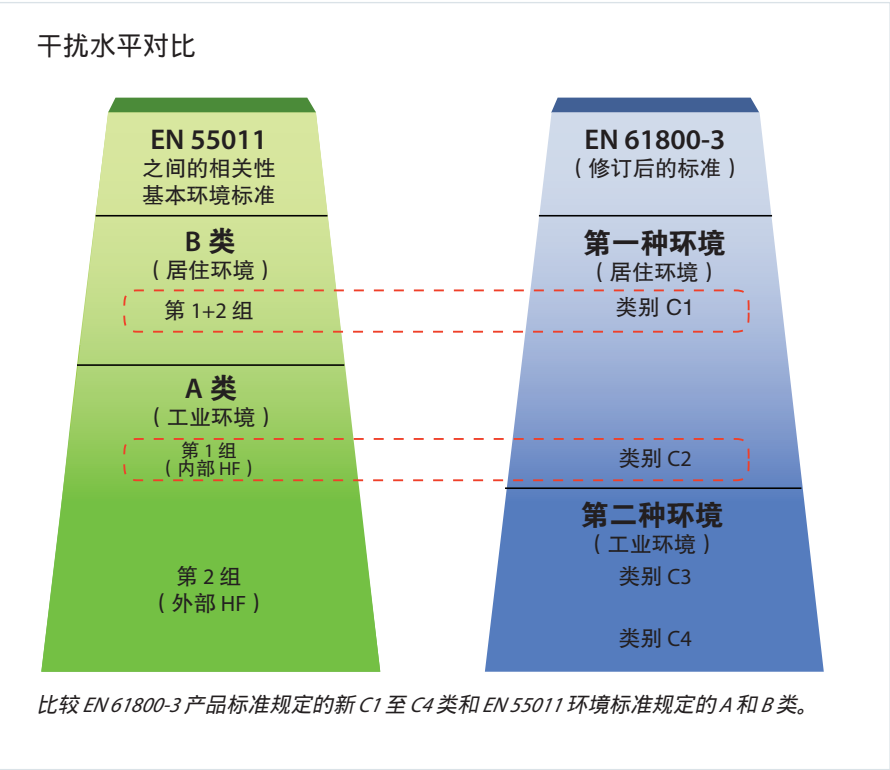 干扰水平对比
EN 55011
之间的相关性
基本环境标准
B 类
（居住环境）
第 1+2 组
A 类
（工业环境）
第 1 组
（内部 HF）
第 2 组
（外部 HF）
EN 61800-3
（修订后的标准）
第一种环境
（居住环境）
类别 C1
类别 C2
第二种环境
（工业环境）
类别 C3
类别 C4
比较 EN 61800-3 产品标准规定的新 C1 至 C4 类和 EN 55011 环境标准规定的 A 和 B 类。